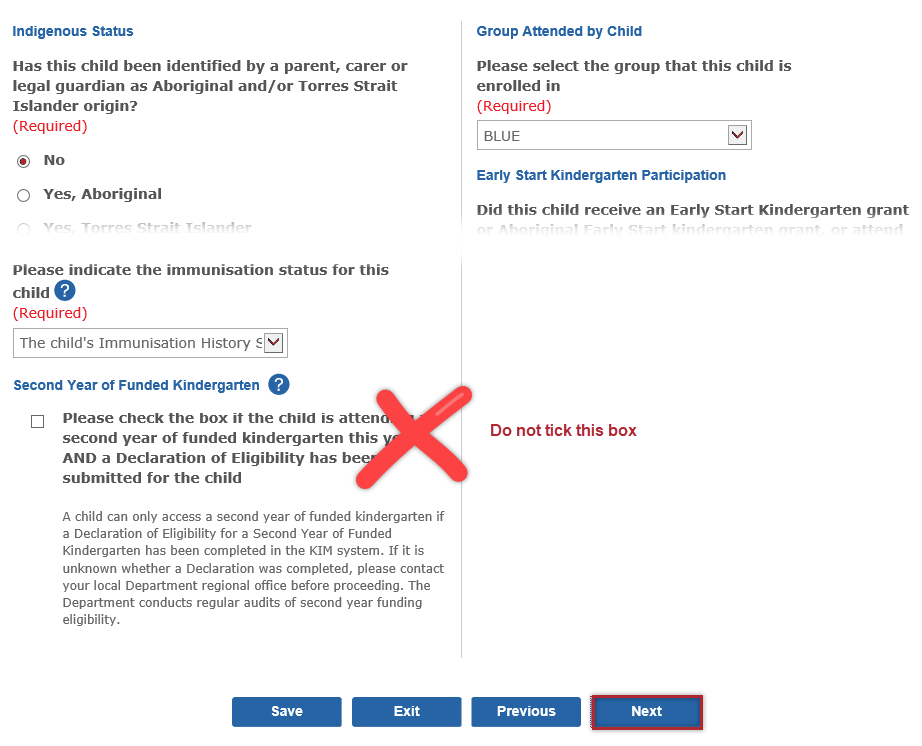 Indigenous Status
Has this child been identified by a parent, carer or
legal guardian as Aboriginal and/or Torres Strait
Islander origin?
(Required)
No
Yes, Aboriginal
Yes, Torres Strait Islander
Please indicate the immunisation status for this
child ?
(Required)
The child's Immunisation History S
Second Year of Funded Kindergarten ?
Please check the box if the child is attending
second year of funded kindergarten this
AND a Declaration of Eligibility has been
submitted for the child
A child can only access a second year of funded kindergarten if
a Declaration of Eligibility for a Second Year of Funded
Kindergarten has been completed in the KIM system. If it is
unknown whether a Declaration was completed, please contact
your local Department regional office before proceeding. The
Department conducts regular audits of second year funding
eligibility.
Group Attended by Child
Please select the group that this child is
enrolled in
(Required)
BLUE
Early Start Kindergarten Participation
Did this child receive an Early Start Kindergarten grant
or Aboriginal Early Start kindergarten grant, or attend
Do not tick this box
Save
Exit
Previous
Next